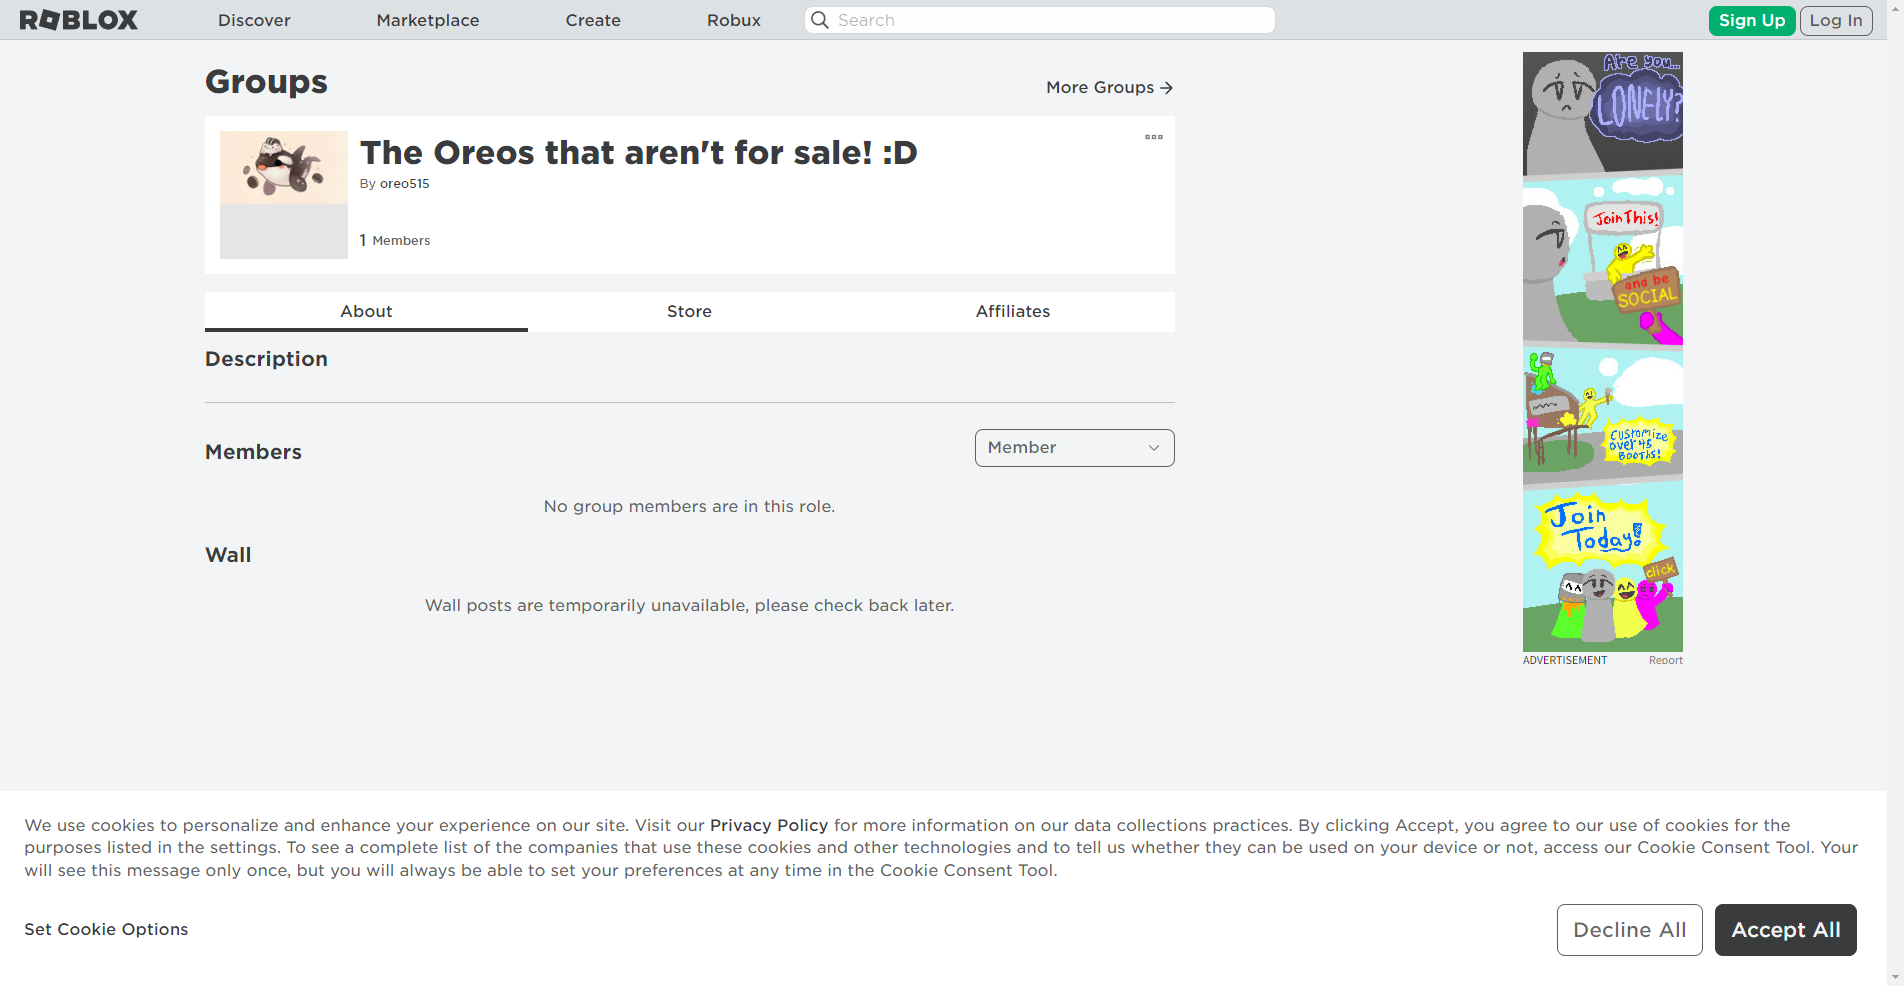 ROBLOX
Discover
Marketplace
Create
Robux
Search
Sign Up
Log In
Groups
More Groups
The Oreos that aren't for sale! :D
By oreo515
1 Members
About
Store
Affiliates
Description
Members
Member
No group members are in this role.
Wall
Wall posts are temporarily unavailable, please check back later.
Are you...
LONELY?
Join This!
and be
SOCIAL
CUSTOMIZE
OVER 45
BOOTHS!
Join
Today!
click
ADVERTISEMENT
Report
We use cookies to personalize and enhance your experience on our site. Visit our Privacy Policy for more information on our data collections practices. By clicking Accept, you agree to our use of cookies for the
purposes listed in the settings. To see a complete list of the companies that use these cookies and other technologies and to tell us whether they can be used on your device or not, access our Cookie Consent Tool. Your
will see this message only once, but you will always be able to set your preferences at any time in the Cookie Consent Tool.
Set Cookie Options
Decline All
Accept All